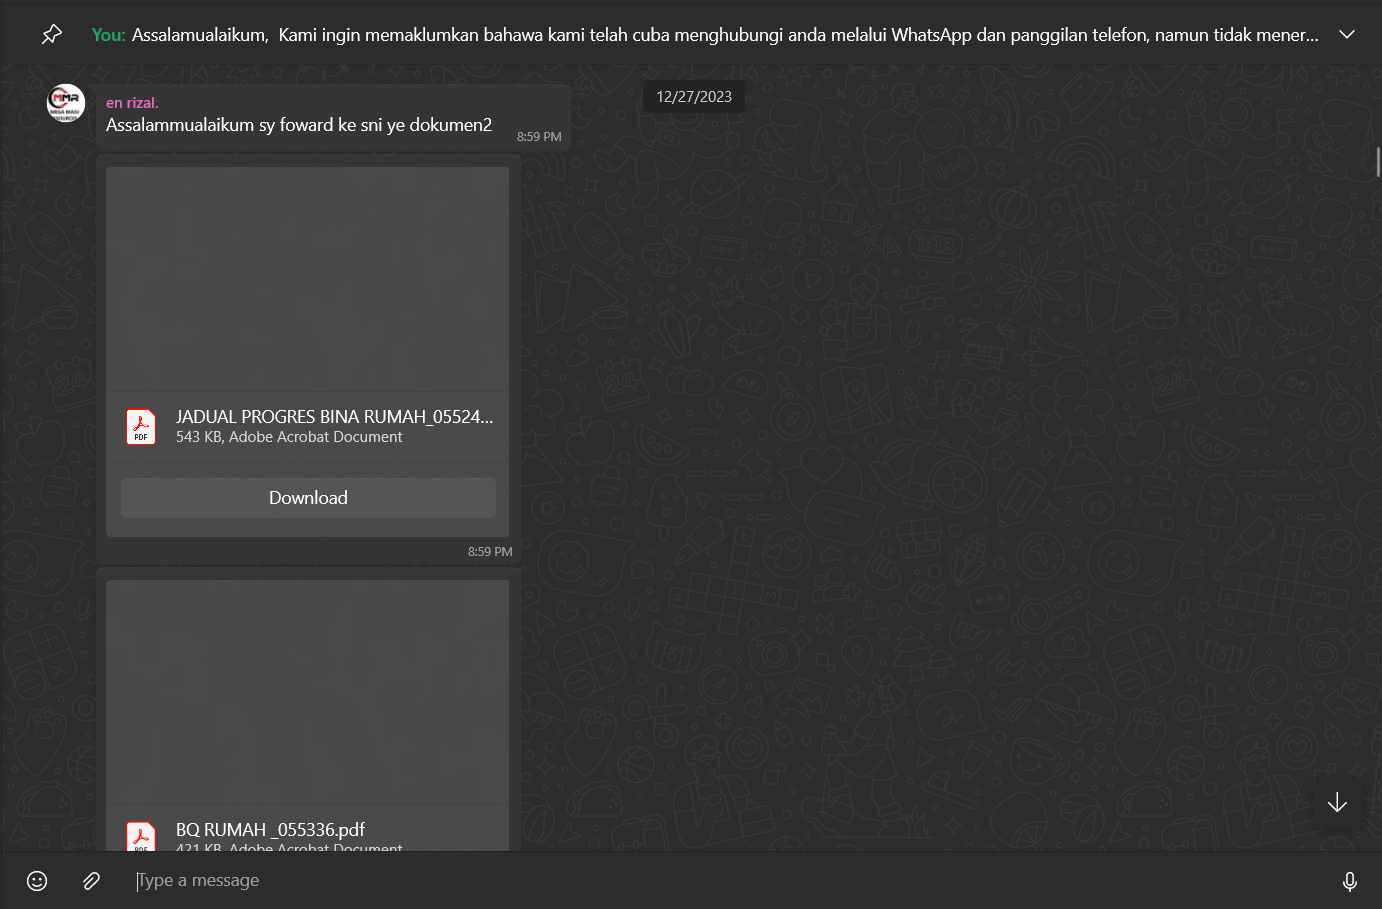 You: Assalamualaikum,  Kami ingin memaklumkan bahawa kami telah cuba menghubungi anda melalui WhatsApp dan panggilan telefon, namun tidak mener...
12/27/2023
MMR
en rizal.
Assalammualaikum sy foward ke sni ye dokumen2
8:59 PM
PDF
JADUAL PROGRES BINA RUMAH_05524...
543 KB, Adobe Acrobat Document
Download
8:59 PM
PDF
BQ RUMAH _055336.pdf
421 KB, Adobe Acrobat Document
Type a message